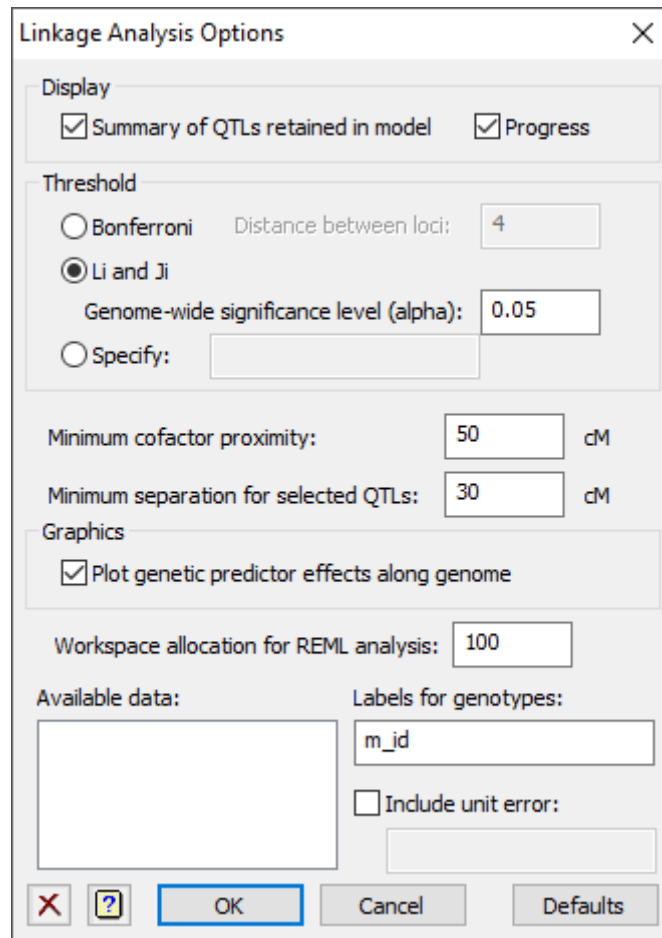 Linkage Analysis Options
Display
Summary of QTLs retained in model Progress
Threshold
Bonferroni Distance between loci: 4
Li and Ji
Genome-wide significance level (alpha): 0.05
Specify:
Minimum cofactor proximity: 50 cM
Minimum separation for selected QTLs: 30 cM
Graphics
Plot genetic predictor effects along genome
Workspace allocation for REML analysis: 100
Available data: Labels for genotypes:
m_id
Include unit error:
? OK Cancel Defaults